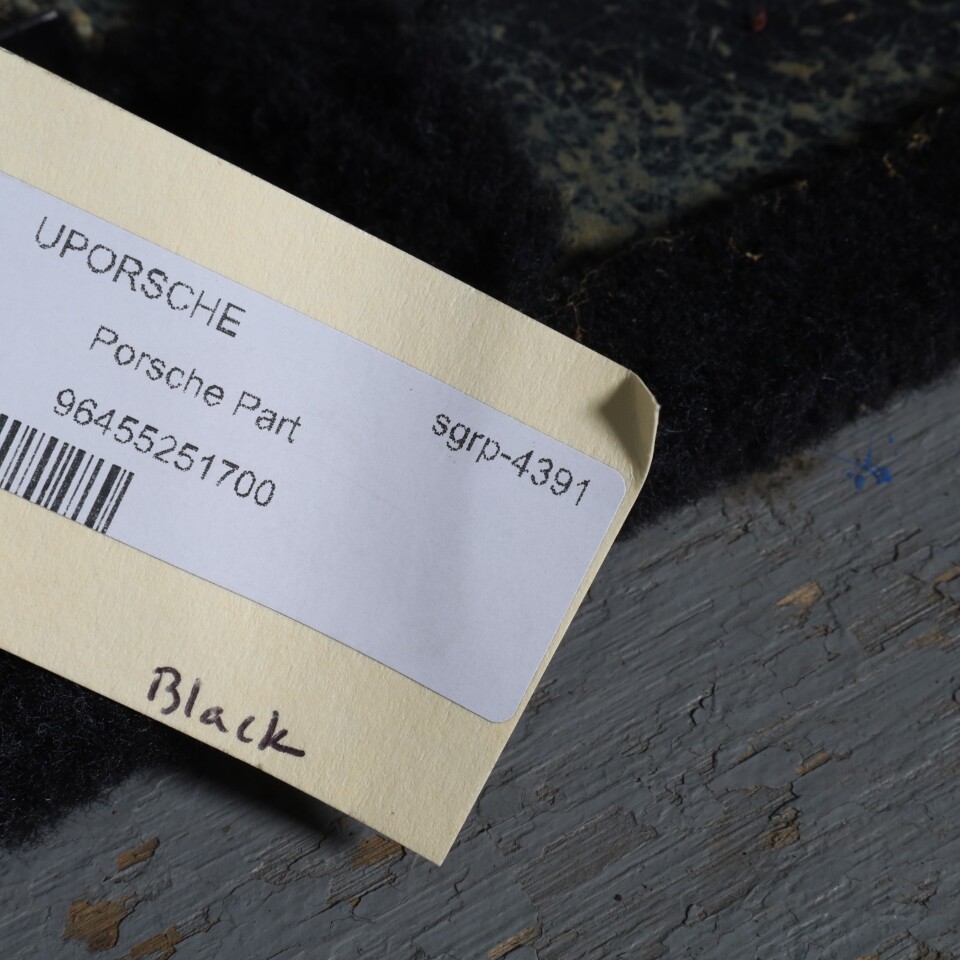 UPORSCHE
Porsche Part
sgrp-4391
96455251700
Black